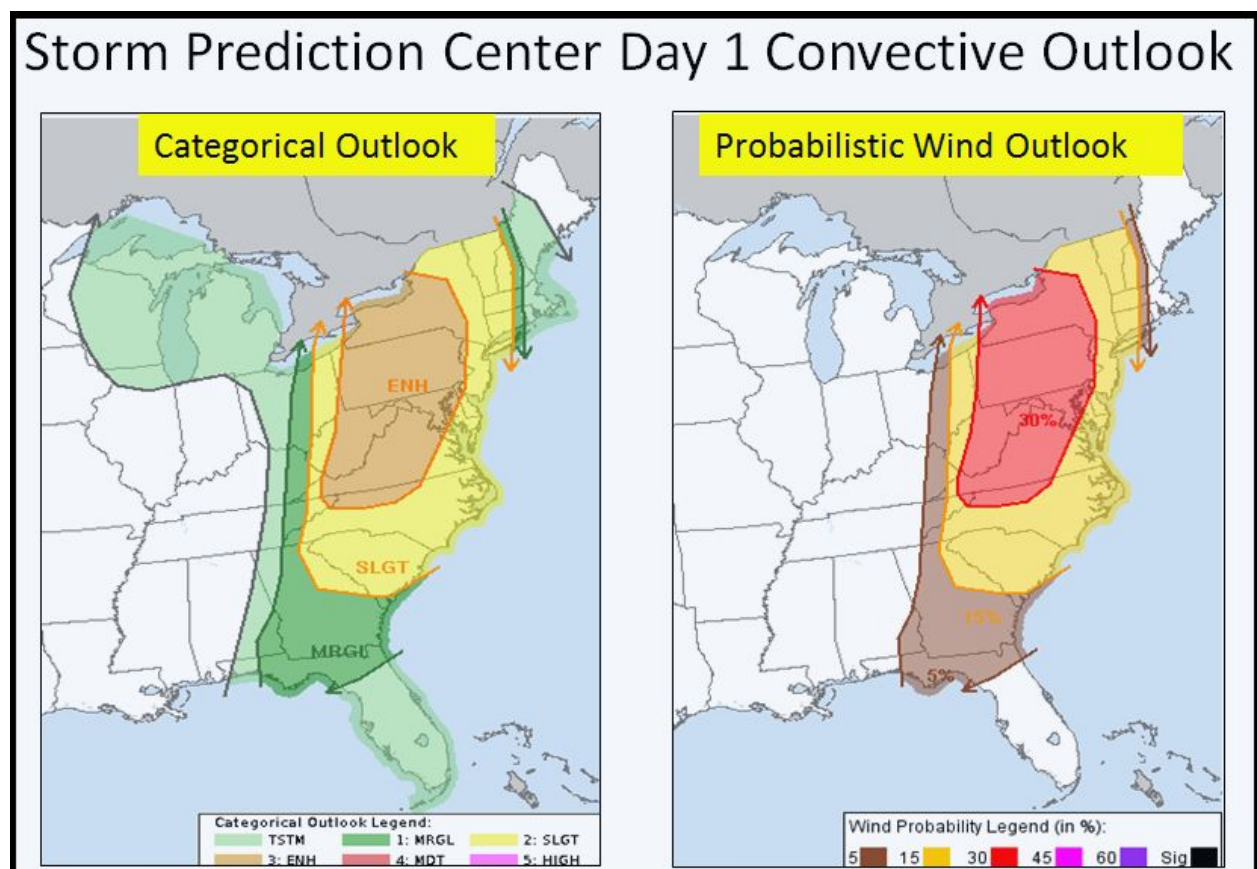 Storm Prediction Center Day 1 Convective Outlook
Categorical Outlook
ENH
SLGT
MRGL
Categorical Outlook Legend:
TSTM 1: MRGL 2: SLGT
3: ENH 4: MDT 5: HIGH
Probabilistic Wind Outlook
30%
15%
5%
Wind Probability Legend (in %):
5 15 30 45 60 Sig